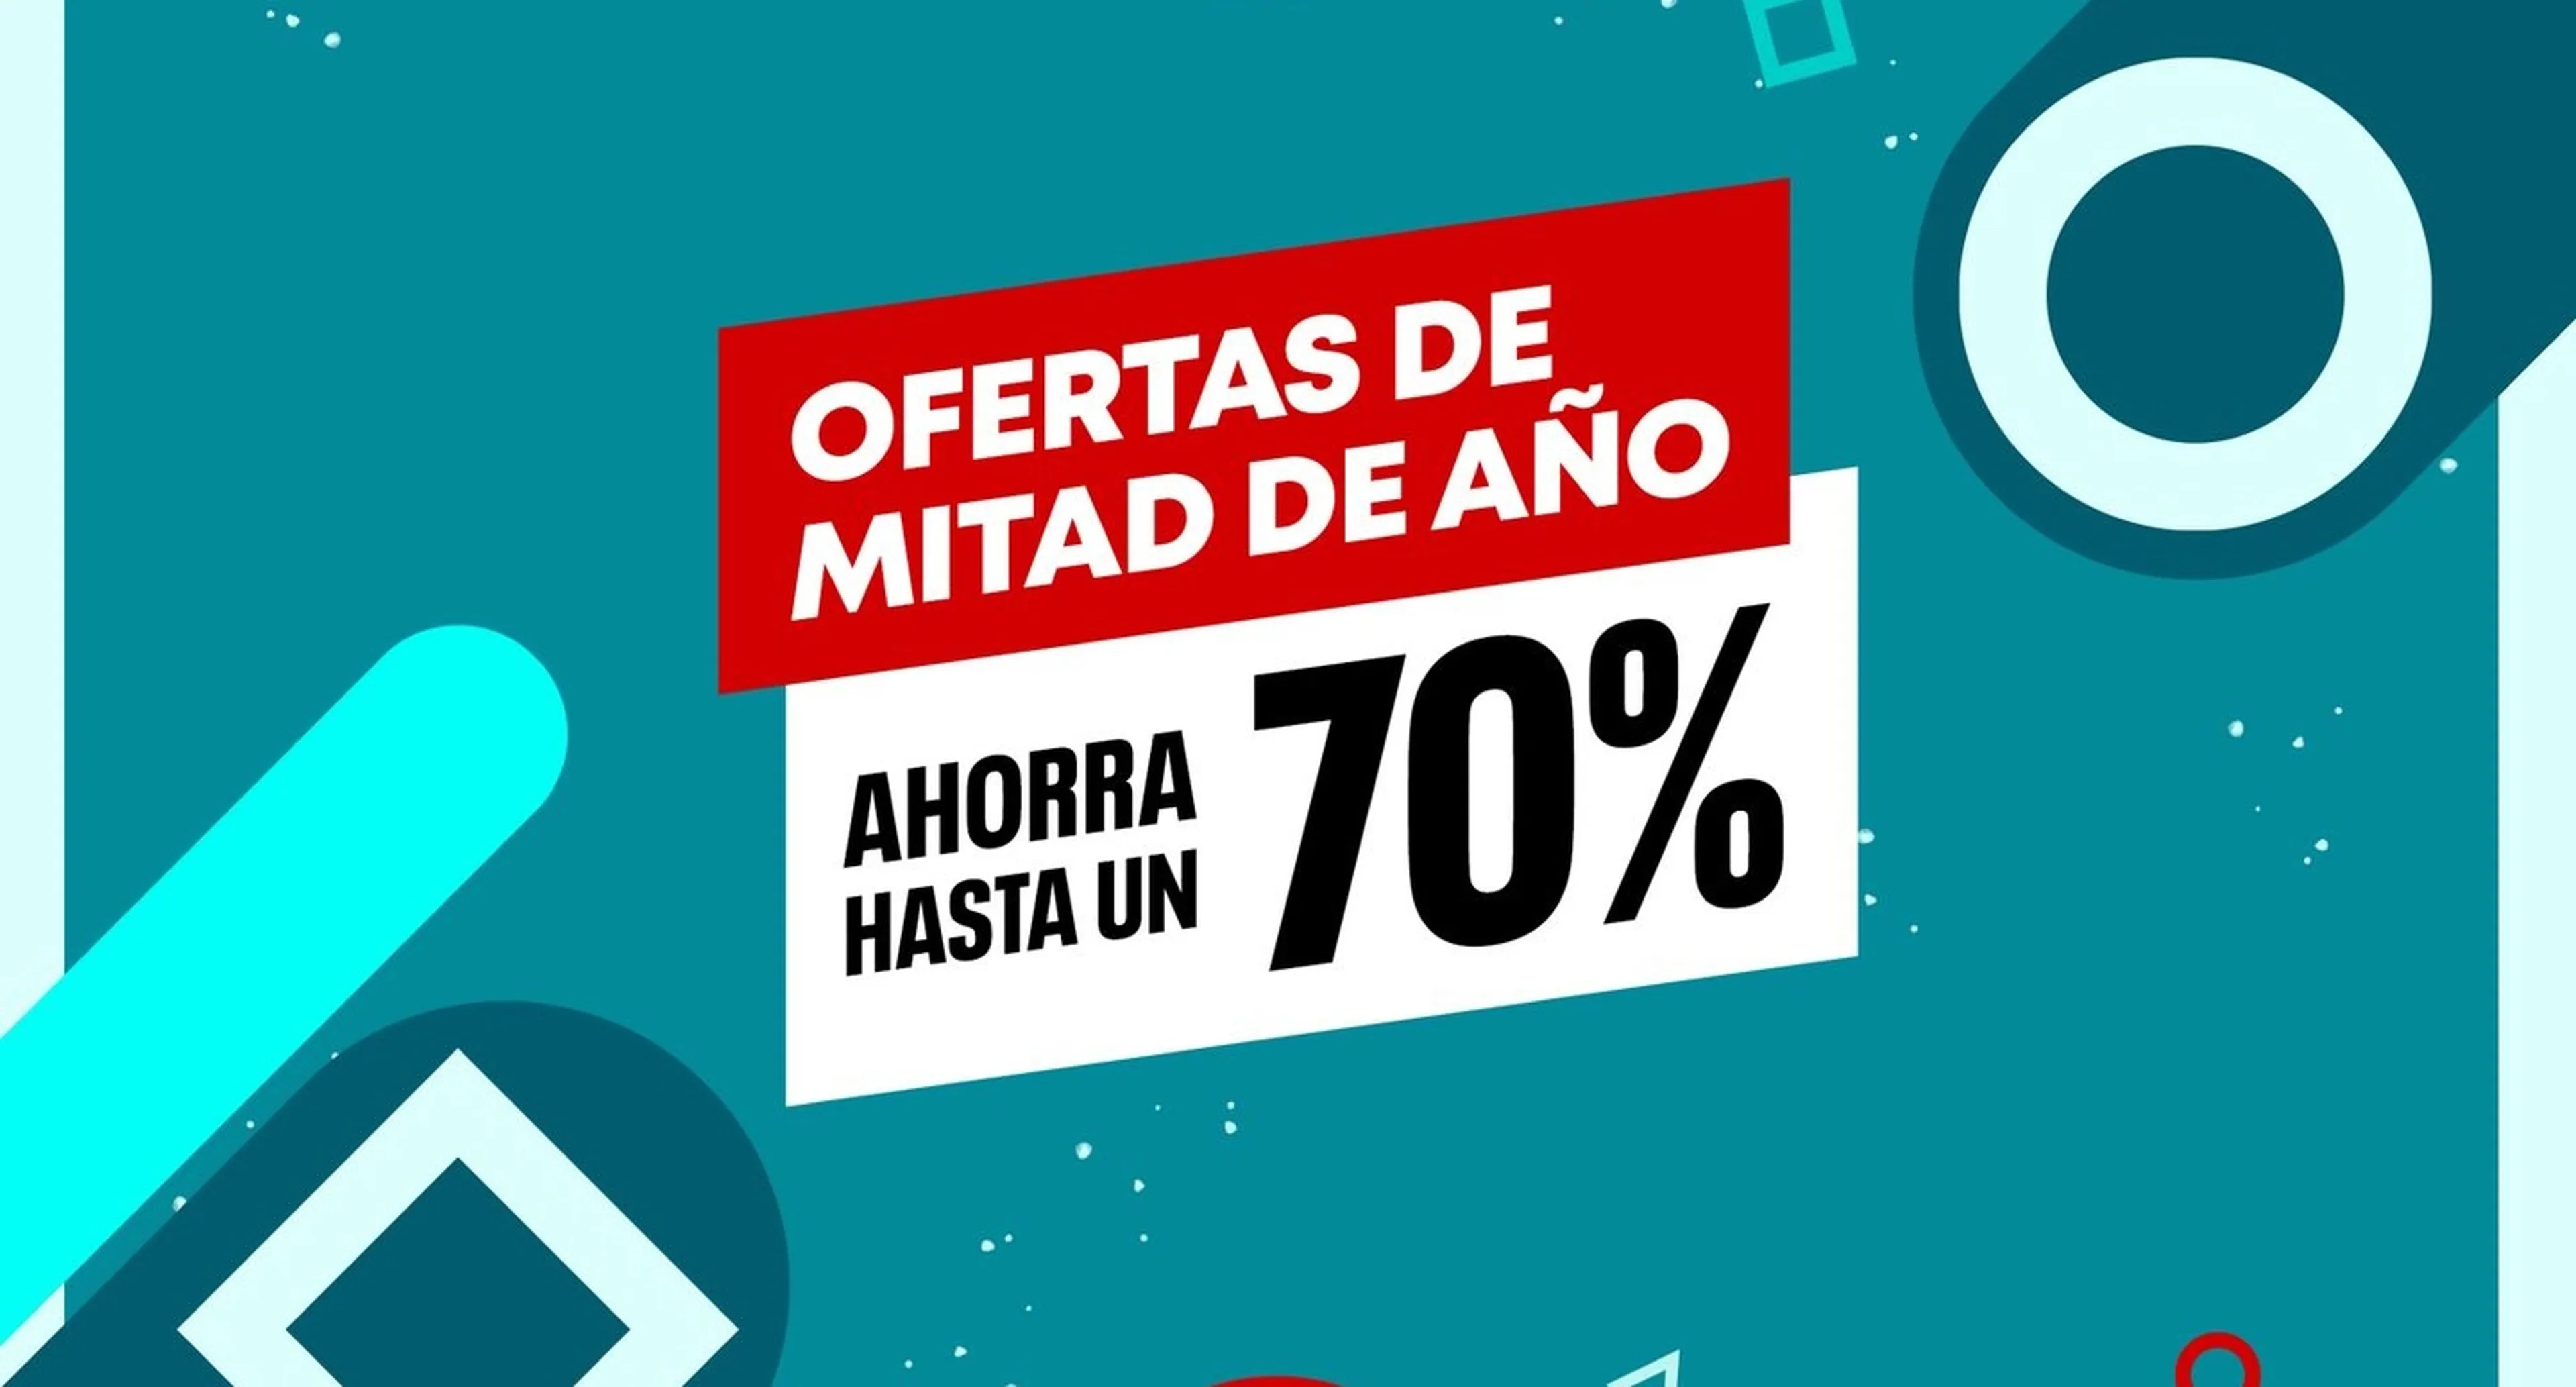 OFERTAS DE
MITAD DE AÑO
AHORRA
HASTA UN
70%